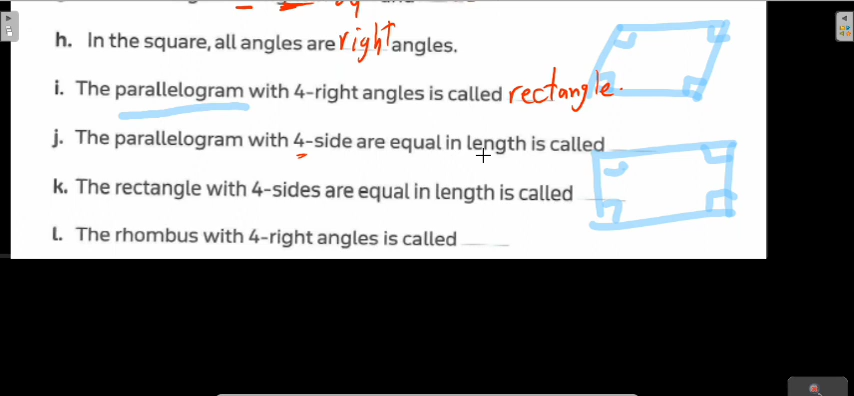 h. In the square, all angles are right angles.
i. The parallelogram with 4-right angles is called rectangle.
j. The parallelogram with 4-side are equal in length is called
k. The rectangle with 4-sides are equal in length is called
l. The rhombus with 4-right angles is called